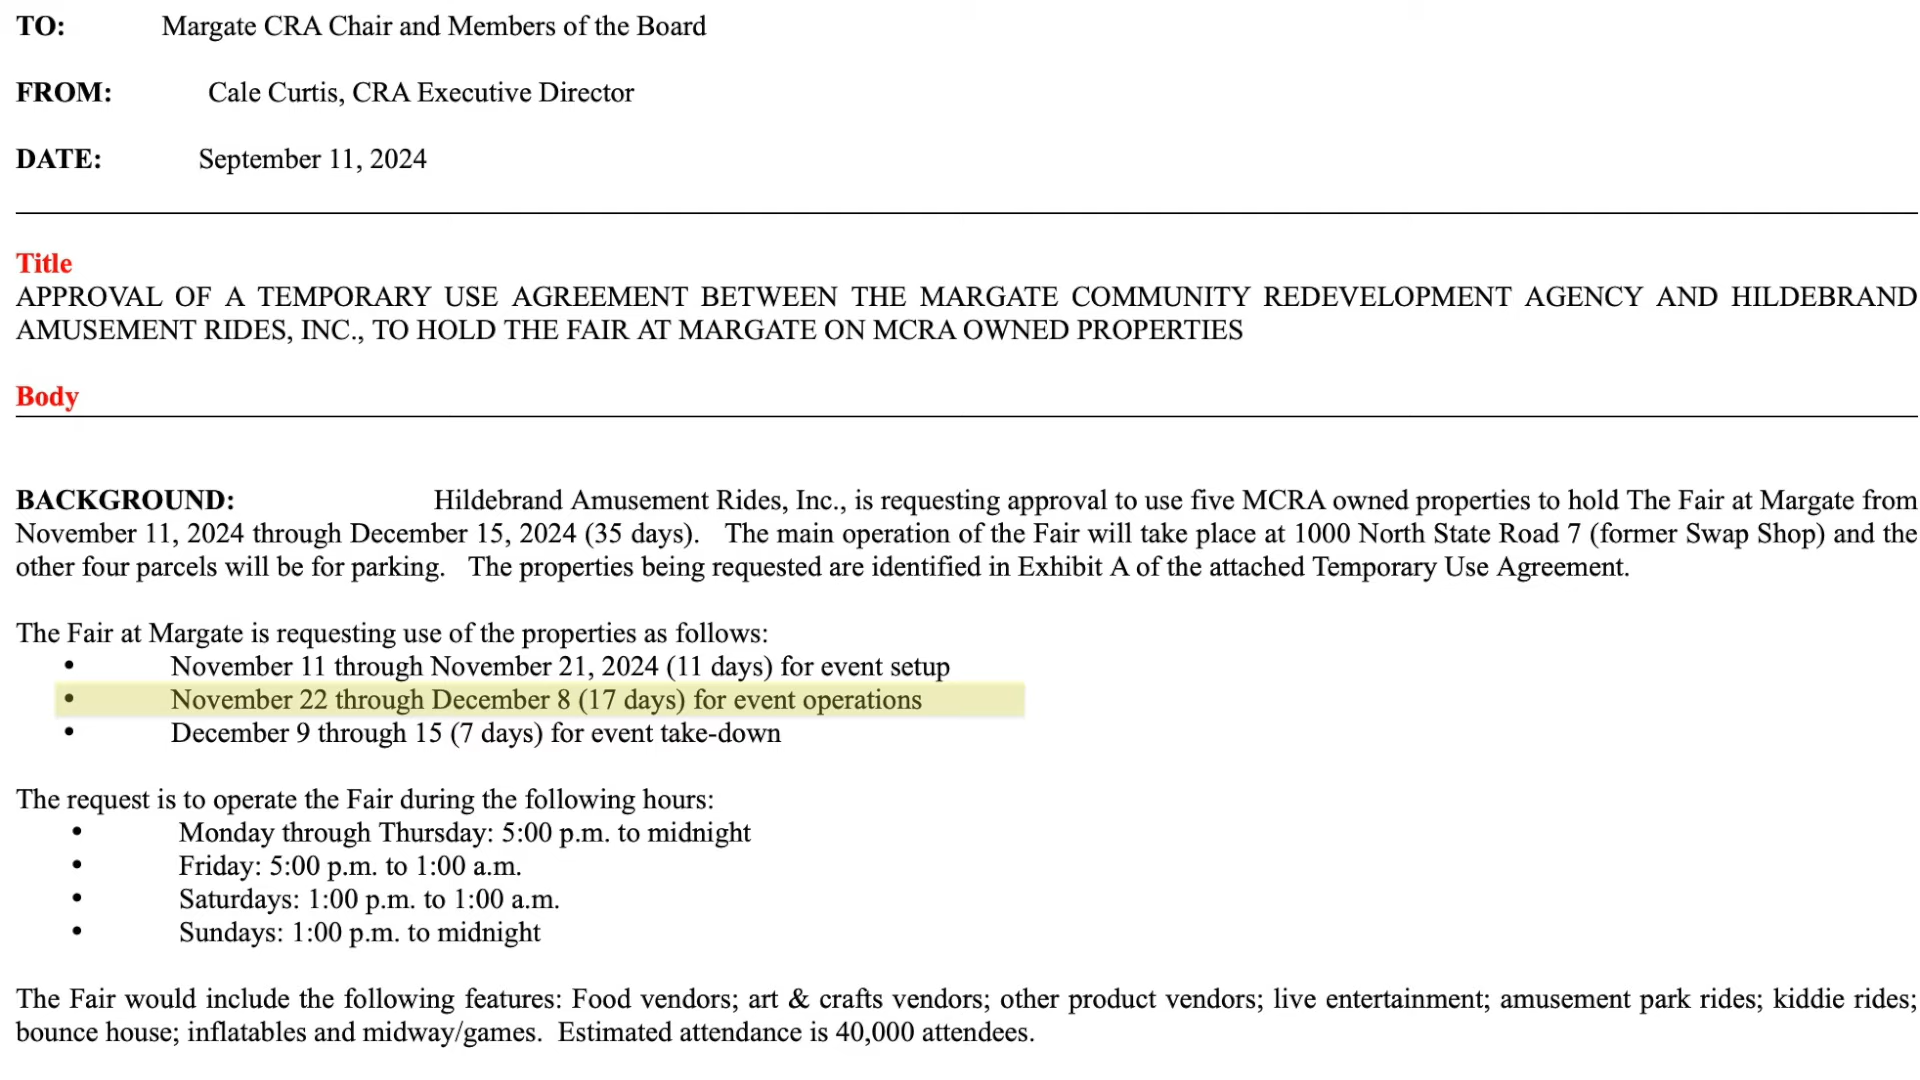 TO: Margate CRA Chair and Members of the Board
FROM: Cale Curtis, CRA Executive Director
DATE: September 11, 2024
Title
APPROVAL OF A TEMPORARY USE AGREEMENT BETWEEN THE MARGATE COMMUNITY REDEVELOPMENT AGENCY AND HILDEBRAND
AMUSEMENT RIDES, INC., TO HOLD THE FAIR AT MARGATE ON MCRA OWNED PROPERTIES
Body
BACKGROUND: Hildebrand Amusement Rides, Inc., is requesting approval to use five MCRA owned properties to hold The Fair at Margate from
November 11, 2024 through December 15, 2024 (35 days). The main operation of the Fair will take place at 1000 North State Road 7 (former Swap Shop) and the
other four parcels will be for parking. The properties being requested are identified in Exhibit A of the attached Temporary Use Agreement.
The Fair at Margate is requesting use of the properties as follows:
• November 11 through November 21, 2024 (11 days) for event setup
• November 22 through December 8 (17 days) for event operations
• December 9 through 15 (7 days) for event take-down
The request is to operate the Fair during the following hours:
• Monday through Thursday: 5:00 p.m. to midnight
• Friday: 5:00 p.m. to 1:00 a.m.
• Saturdays: 1:00 p.m. to 1:00 a.m.
• Sundays: 1:00 p.m. to midnight
The Fair would include the following features: Food vendors; art & crafts vendors; other product vendors; live entertainment; amusement park rides; kiddie rides;
bounce house; inflatables and midway/games. Estimated attendance is 40,000 attendees.